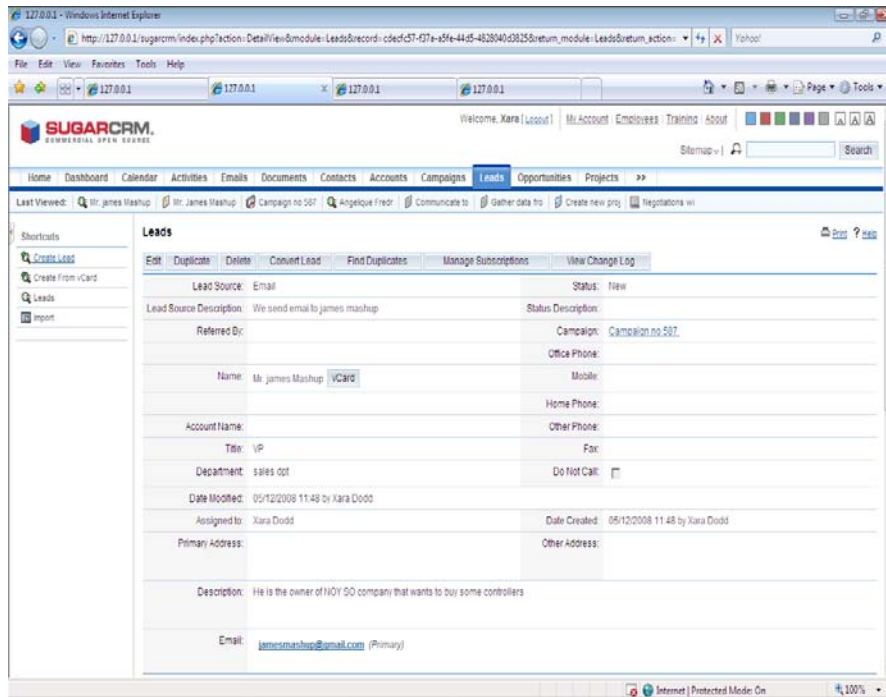 127.0.0.1 - Windows Internet Explorer
http://127.0.0.1/sugarcrm/index.php?action=DetailView&module=Leads&record=cdecfc57-f37a-a5fe-44d5-4828040d3825&return_module=Leads&return_action=
Yahoo!
File Edit View Favorites Tools Help
127.0.0.1 127.0.0.1 127.0.0.1 127.0.0.1 Page Tools
SUGARCRM.
COMMERCIAL OPEN SOURCE
Welcome, Xara [Logout] My Account Employees Training About A A A
Sitemap Search
Home Dashboard Calendar Activities Emails Documents Contacts Accounts Campaigns Leads Opportunities Projects >>
Last Viewed: Mr. james Mashup Mr. James Mashup Campaign no 587 Angelique Fredr Communicate to Gather data fro Create new proj Negotiations wi
Shortcuts
Create Lead
Create From vCard
Leads
Import
Leads
Print ? Help
Edit Duplicate Delete Convert Lead Find Duplicates Manage Subscriptions View Change Log
Lead Source: Email Status: New
Lead Source Description: We send emai to james mashup Status Description:
Referred By: Campaign: Campaign no 587
Office Phone:
Name: Mr. james Mashup vCard Mobile:
Home Phone:
Account Name: Other Phone:
Title: VP Fax:
Department: sales dpt Do Not Call:
Date Modified: 05/12/2008 11:48 by Xara Dodd
Assigned to: Xara Dodd Date Created: 05/12/2008 11:48 by Xara Dodd
Primary Address: Other Address:
Description: He is the owner of NOY SO company that wants to buy some controllers
Email: jamesmashup@gmail.com (Primary)
Internet | Protected Mode: On 100%